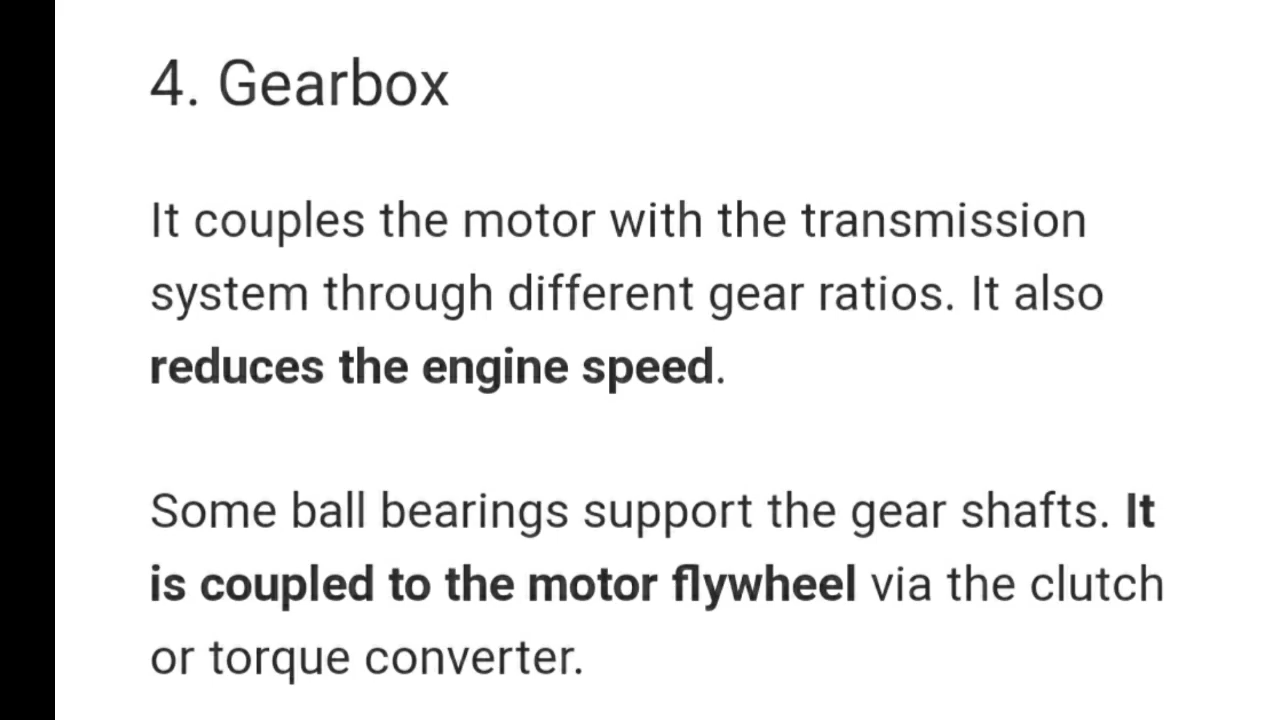 4. Gearbox
It couples the motor with the transmission
system through different gear ratios. It also
reduces the engine speed.
Some ball bearings support the gear shafts. It
is coupled to the motor flywheel via the clutch
or torque converter.